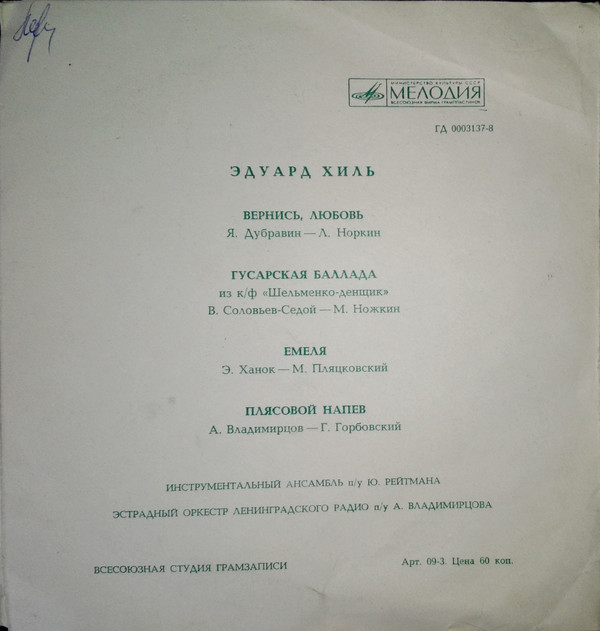 МИНИСТЕРСТВО КУЛЬТУРЫ СССР
МЕЛОДИЯ
ВСЕСОЮЗНАЯ ФИРМА ГРАМПЛАСТИНОК
ГД 0003137-8
ЭДУАРД ХИЛЬ
ВЕРНИСЬ, ЛЮБОВЬ
Я. Дубравин — Л. Норкин
ГУСАРСКАЯ БАЛЛАДА
из к/ф «Шельменко-денщик»
В. Соловьев-Седой — М. Ножкин
ЕМЕЛЯ
Э. Ханок — М. Пляцковский
ПЛЯСОВОЙ НАПЕВ
А. Владимирцов — Г. Горбовский
ИНСТРУМЕНТАЛЬНЫЙ АНСАМБЛЬ п/у Ю. РЕЙТМАНА
ЭСТРАДНЫЙ ОРКЕСТР ЛЕНИНГРАДСКОГО РАДИО п/у А. ВЛАДИМИРЦОВА
ВСЕСОЮЗНАЯ СТУДИЯ ГРАМЗАПИСИ
Арт. 09-3. Цена 60 коп.